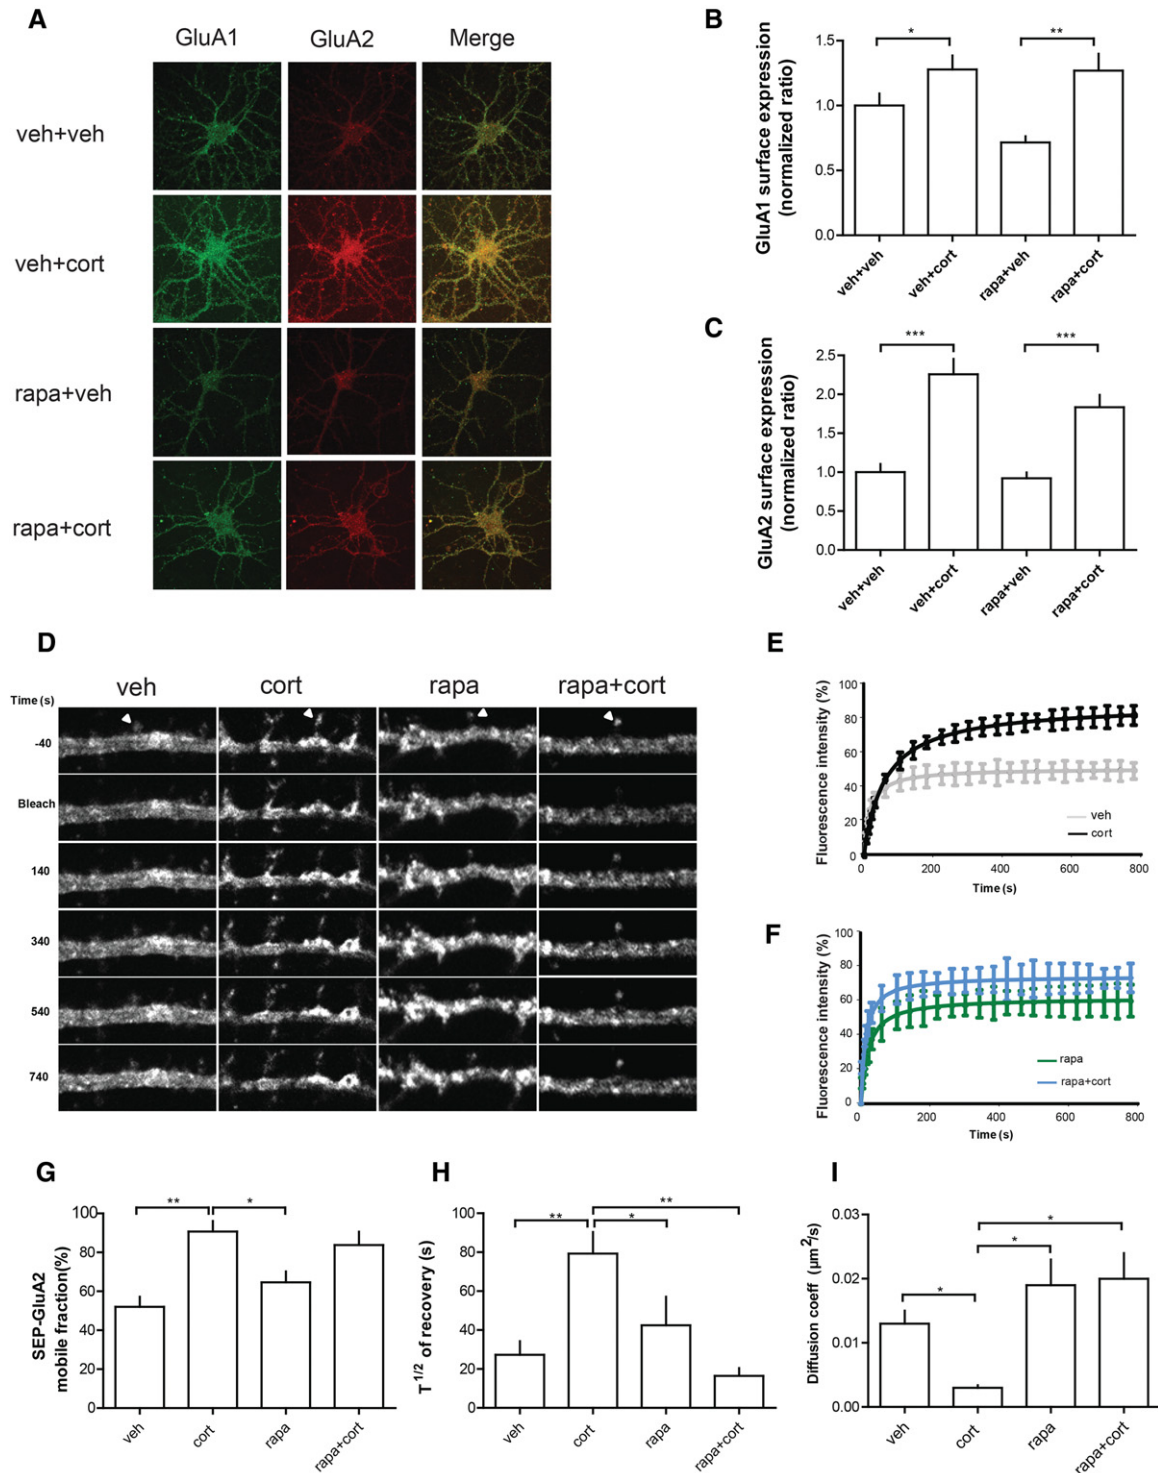 A
GluA1 GluA2 Merge
veh+veh
veh+cort
rapa+veh
rapa+cort
B
GluA1 surface expression
(normalized ratio)
1.5
1.0
0.5
0.0
* **
veh+veh veh+cort rapa+veh rapa+cort
C
GluA2 surface expression
(normalized ratio)
2.5
2.0
1.5
1.0
0.5
0.0
*** ***
veh+veh veh+cort rapa+veh rapa+cort
D
Time (s) veh cort rapa rapa+cort
-40
Bleach
140
340
540
740
E
Fluorescence intensity (%)
100
80
60
40
20
0
veh
cort
0 200 400 600 800
Time (s)
F
Fluorescence intensity (%)
100
80
60
40
20
0
rapa
rapa+cort
0 200 400 600 800
Time (s)
G
SEP-GluA2
mobile fraction(%)
100
80
60
40
20
0
** *
veh cort rapa rapa+cort
H
T1/2 of recovery (s)
100
80
60
40
20
0
** * **
veh cort rapa rapa+cort
I
Diffusion coeff (µm2/s)
0.03
0.02
0.01
0.00
* * *
veh cort rapa rapa+cort